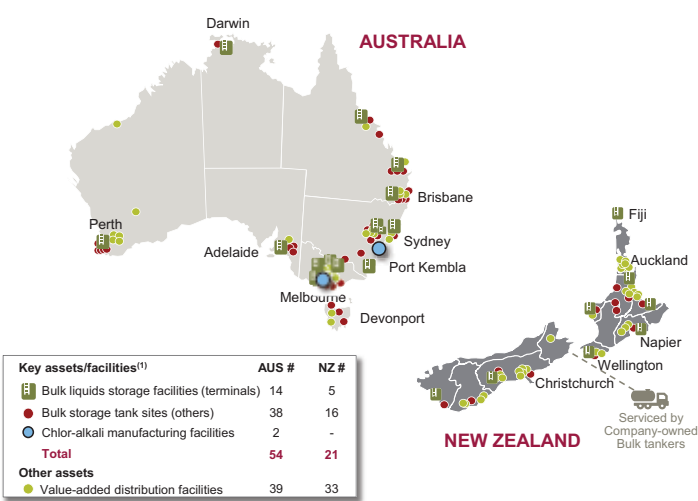 Darwin
AUSTRALIA
Brisbane
Perth
Fiji
Adelaide
Sydney
Auckland
Port Kembla
Melbourne
Devonport
Napier
Wellington
Christchurch
Serviced by
Company-owned
Bulk tankers
NEW ZEALAND
Key assets/facilities(1) AUS # NZ #
Bulk liquids storage facilities (terminals) 14 5
Bulk storage tank sites (others) 38 16
Chlor-alkali manufacturing facilities 2 -
Total 54 21
Other assets
Value-added distribution facilities 39 33